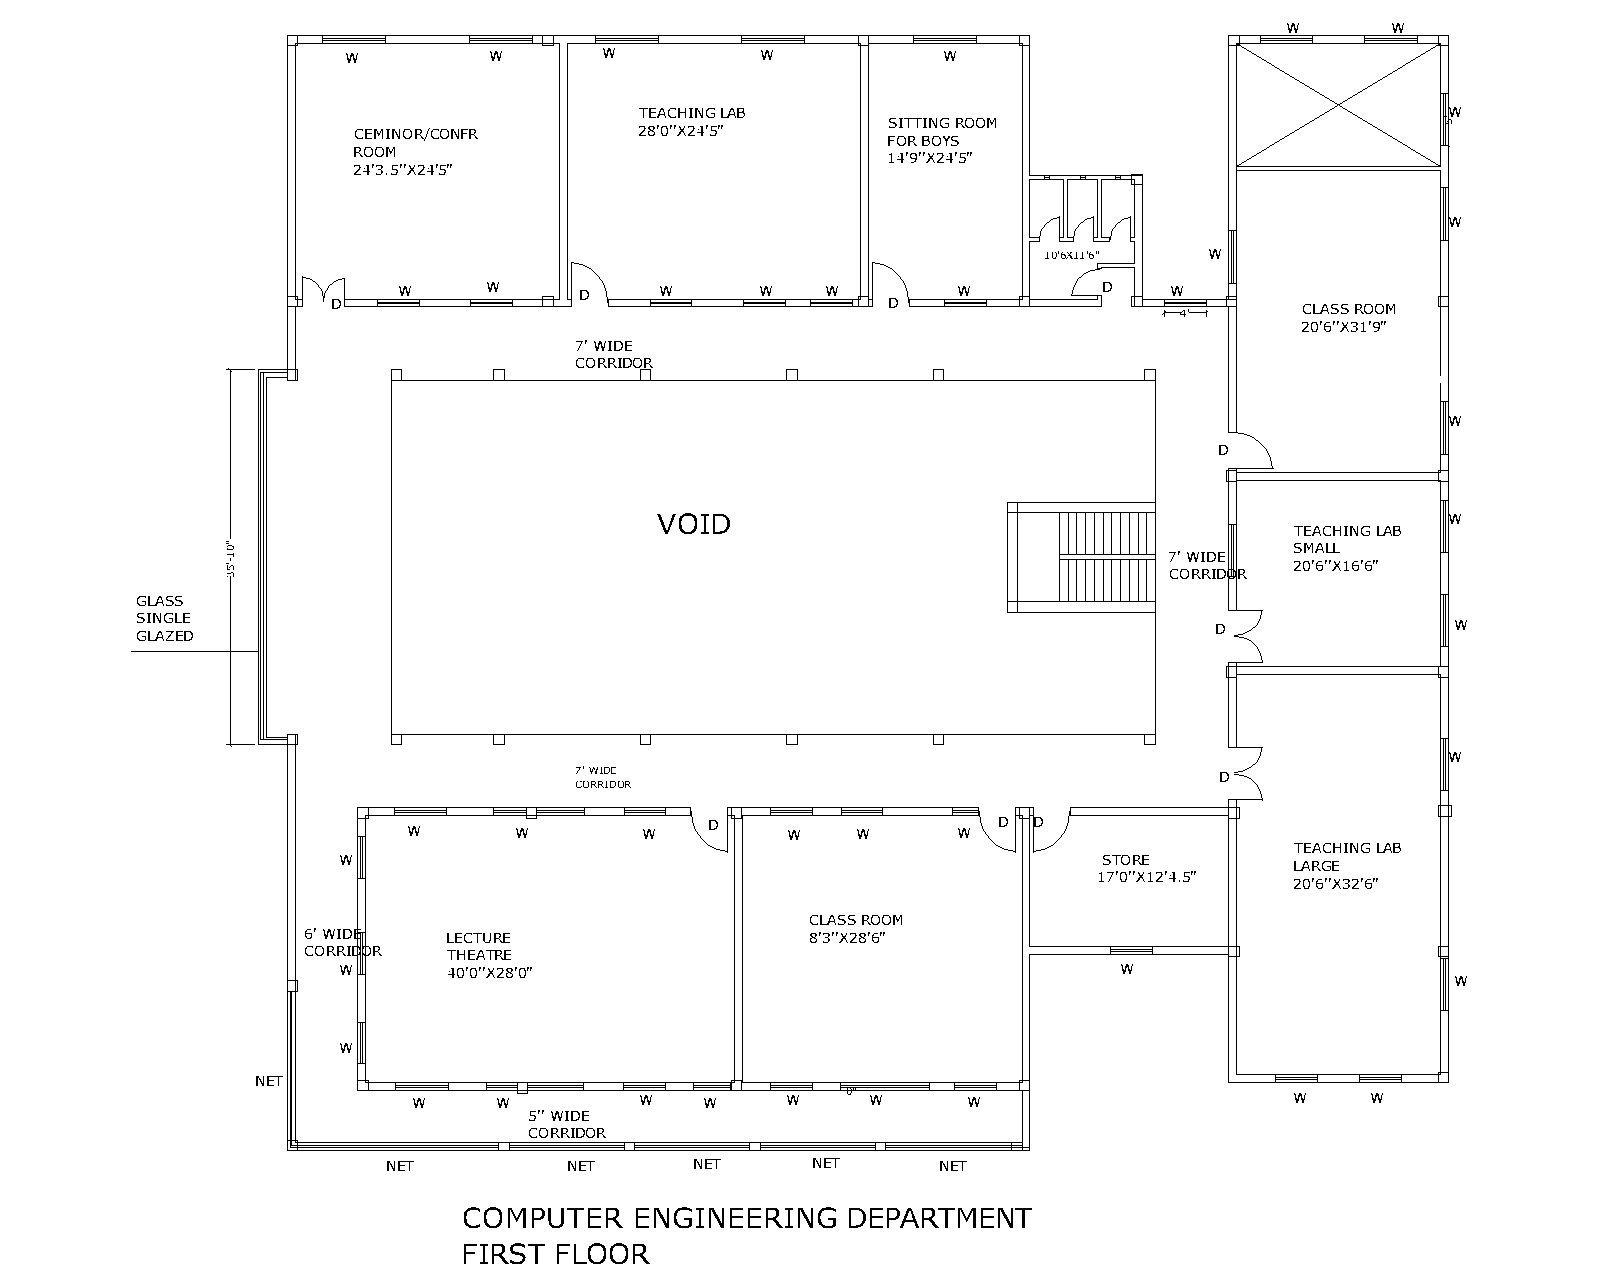 W W
W W W W W
CEMINOR/CONFR
ROOM
24'3.5"X24'5"
TEACHING LAB
28'0"X24'5"
SITTING ROOM
FOR BOYS
14'9"X24'5"
W
W
W
10'6X11'6"
D
W W D W W W D W D
W
4'
CLASS ROOM
20'6"X31'9"
7' WIDE
CORRIDOR
W
D
VOID
W
TEACHING LAB
SMALL
20'6"X16'6"
7' WIDE
CORRIDOR
35'-10"
GLASS
SINGLE
GLAZED
D
W
7' WIDE
CORRIDOR
D
W
W W W D W W W D D
W
TEACHING LAB
LARGE
20'6"X32'6"
STORE
17'0"X12'4.5"
CLASS ROOM
8'3"X28'6"
LECTURE
THEATRE
40'0"X28'0"
6' WIDE
CORRIDOR
W
W
W
W
NET
6"
W W W W W W W
W W
5" WIDE
CORRIDOR
NET NET NET NET NET
COMPUTER ENGINEERING DEPARTMENT
FIRST FLOOR